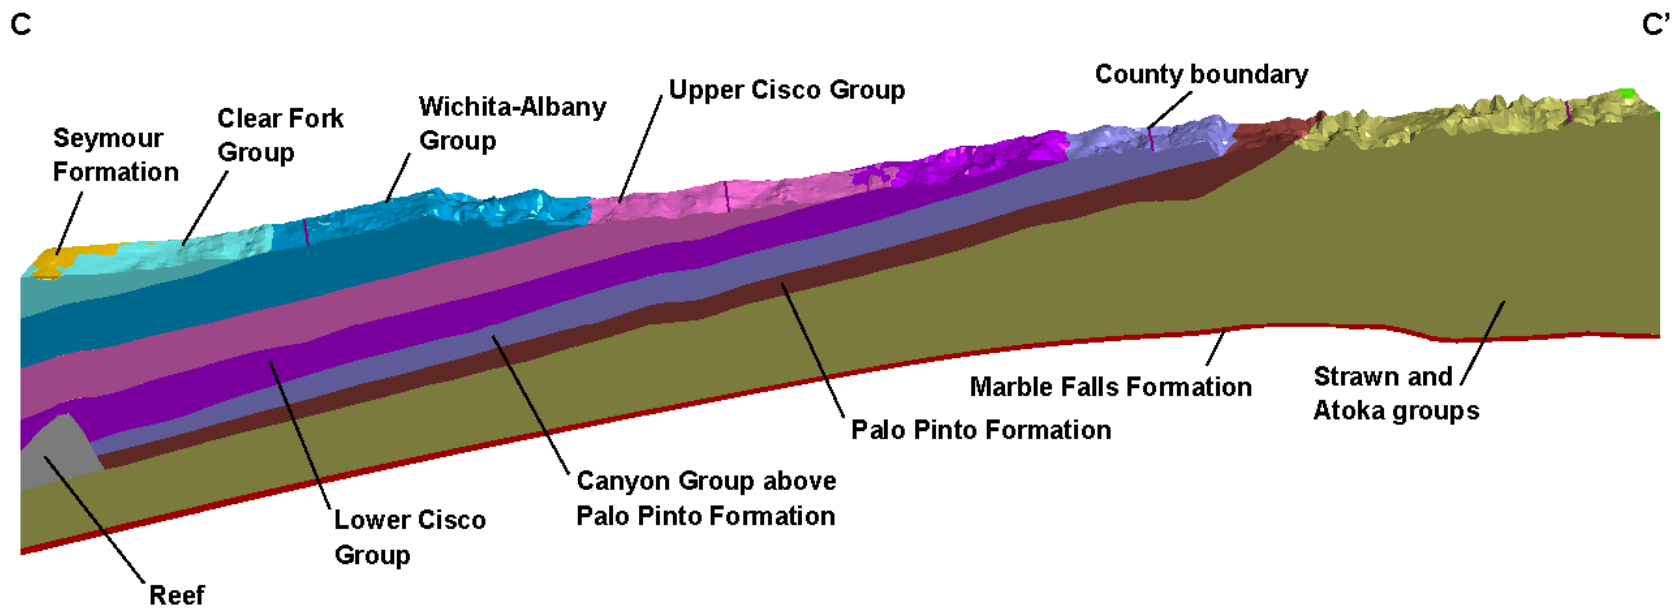 C
C’
County boundary
Upper Cisco Group
Wichita-Albany
Group
Clear Fork
Group
Seymour
Formation
Marble Falls Formation
Strawn and
Atoka groups
Palo Pinto Formation
Canyon Group above
Palo Pinto Formation
Lower Cisco
Group
Reef